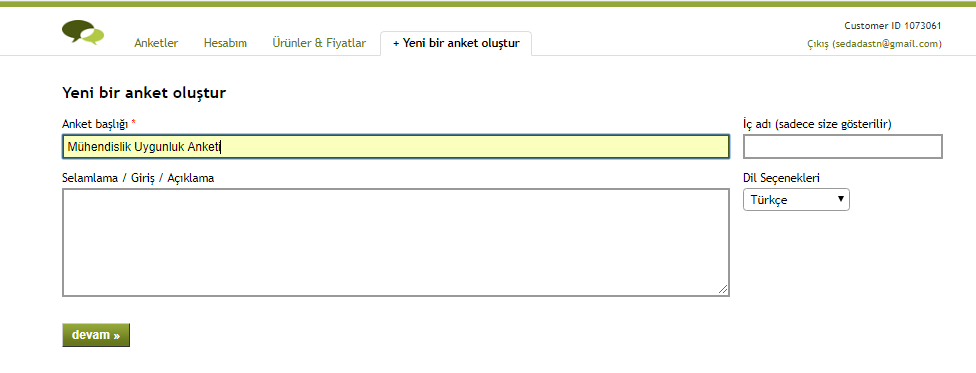 Customer ID 1073061
Anketler Hesabım Ürünler & Fiyatlar + Yeni bir anket oluştur
Çıkış (sedadastn@gmail.com)
Yeni bir anket oluştur
Anket başlığı * İç adı (sadece size gösterilir)
Mühendislik Uygunluk Anketi
Selamlama / Giriş / Açıklama Dil Seçenekleri
Türkçe
devam »